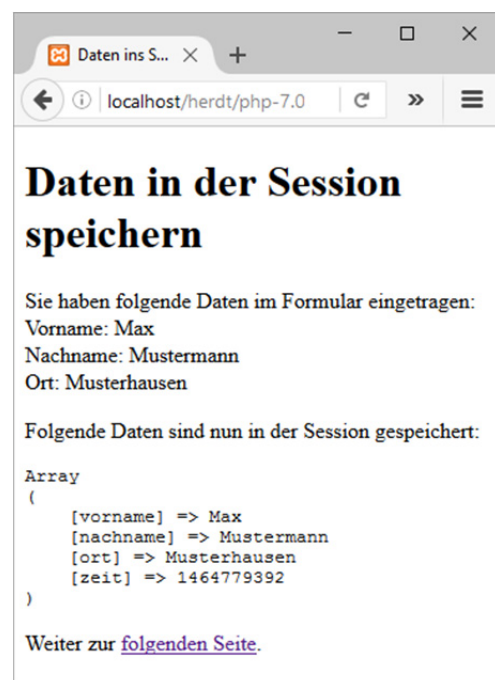 Daten ins S...
localhost/herdt/php-7.0
Daten in der Session
speichern
Sie haben folgende Daten im Formular eingetragen:
Vorname: Max
Nachname: Mustermann
Ort: Musterhausen
Folgende Daten sind nun in der Session gespeichert:
Array
(
[vorname] => Max
[nachname] => Mustermann
[ort] => Musterhausen
[zeit] => 1464779392
)
Weiter zur folgenden Seite.